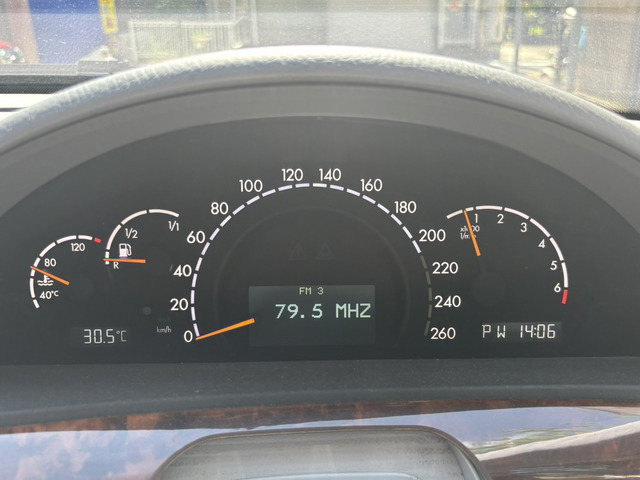 120 140
100 160
80 180
60 200
40 220
20 240
0 260
km/h
1/1
1/2
R
120
80
40°C
30.5°C
FM 3
79.5 MHZ
1 2 3 4 5 6
x1000
1/min
P W 14:06